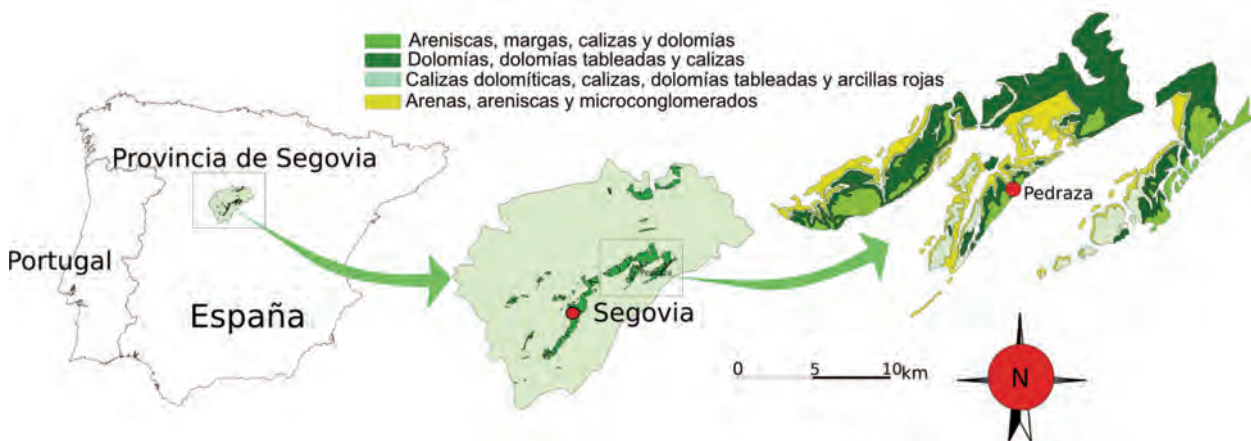 Areniscas, margas, calizas y dolomías
Dolomías, dolomías tableadas y calizas
Calizas dolomíticas, calizas, dolomías tableadas y arcillas rojas
Arenas, areniscas y microconglomerados
Provincia de Segovia
Portugal
España
Pedraza
Segovia
Pedraza
0 5 10km
N